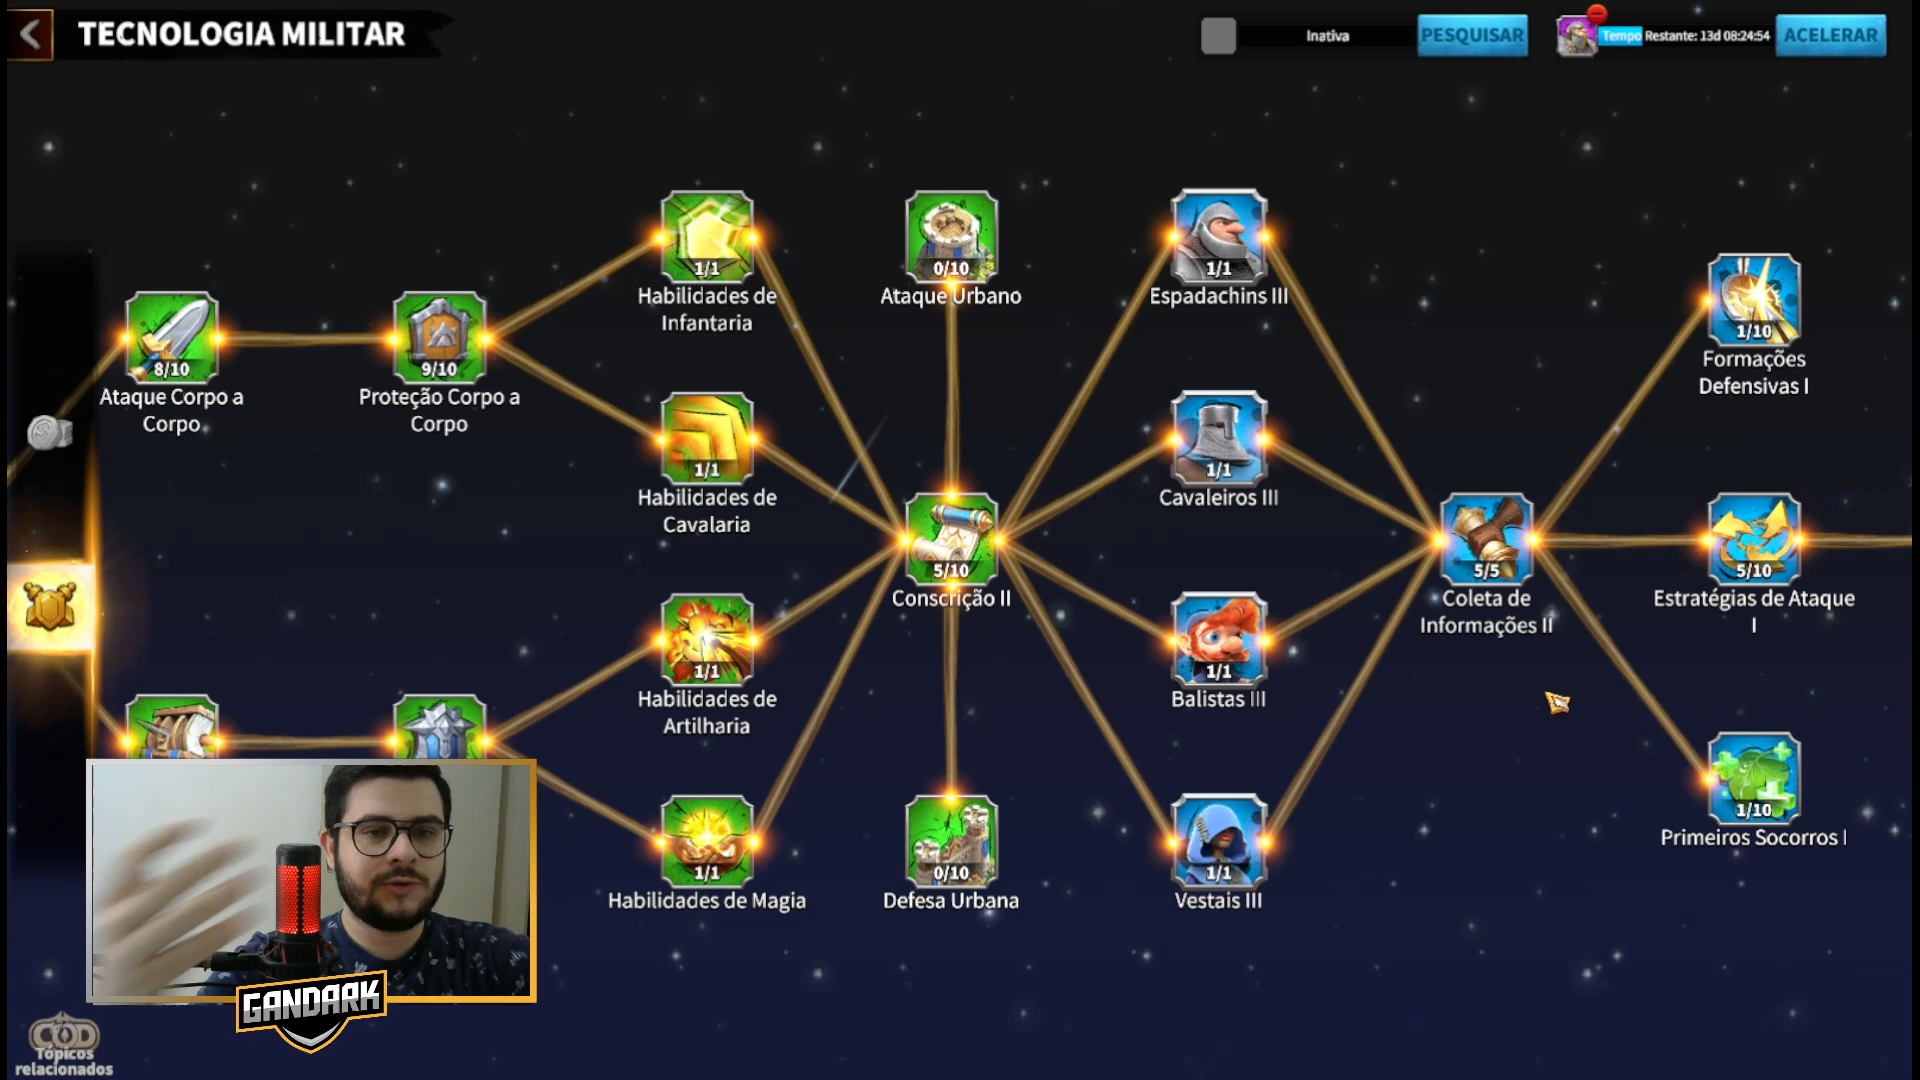 TECNOLOGIA MILITAR
Inativa
PESQUISAR
Tempo Restante: 13d 08:24:54
ACELERAR
1/1
Habilidades de
Infantaria
0/10
Ataque Urbano
1/1
Espadachins III
1/10
Formações
Defensivas I
8/10
Ataque Corpo a
Corpo
9/10
Proteção Corpo a
Corpo
1/1
Habilidades de
Cavalaria
1/1
Cavaleiros III
5/10
Conscrição II
5/5
Coleta de
Informações II
5/10
Estratégias de Ataque
I
1/1
Habilidades de
Artilharia
1/1
Balistas III
1/10
Primeiros Socorros I
1/1
Habilidades de Magia
0/10
Defesa Urbana
1/1
Vestais III
GANDARK
COD
Tópicos
relacionados